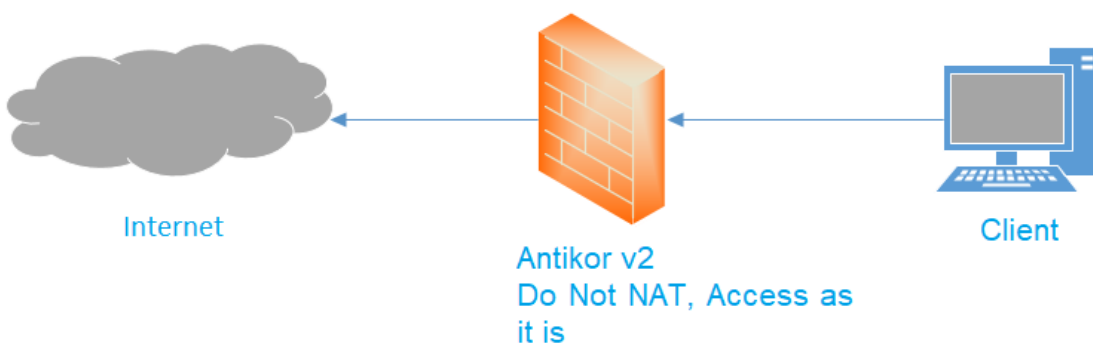 Internet
Client
Antikor v2
Do Not NAT, Access as
it is